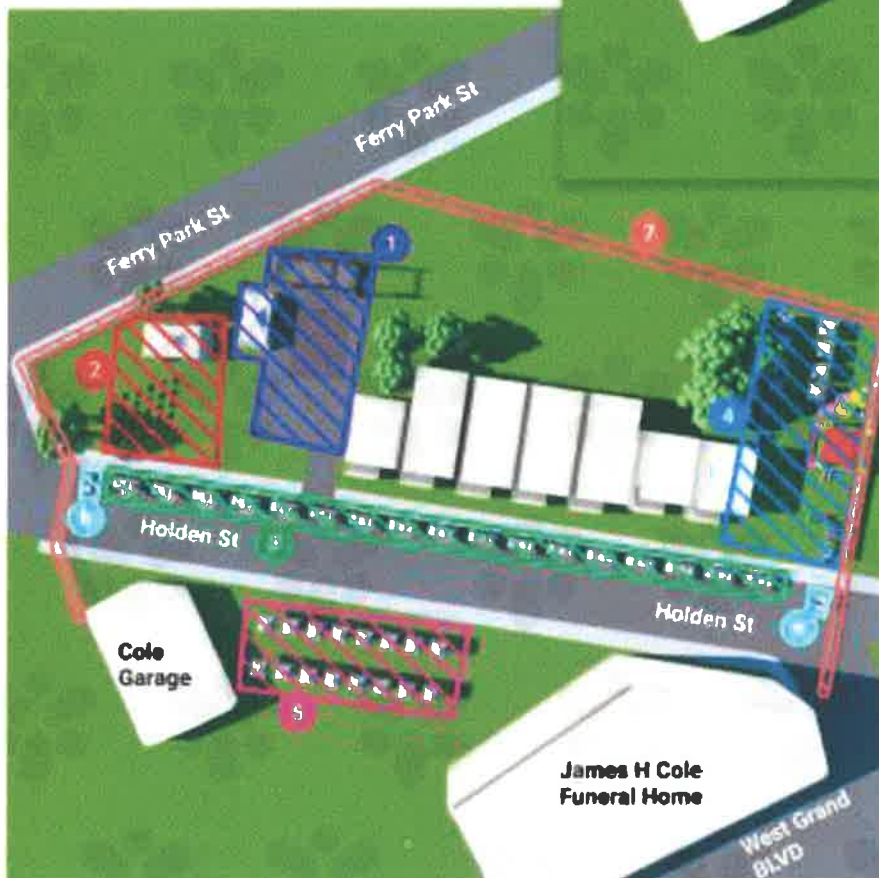 Ferry Park St
Ferry Park St
1
7
2
4
Holden St
Holden St
Cole
Garage
5
James H Cole
Funeral Home
West Grand
BLVD